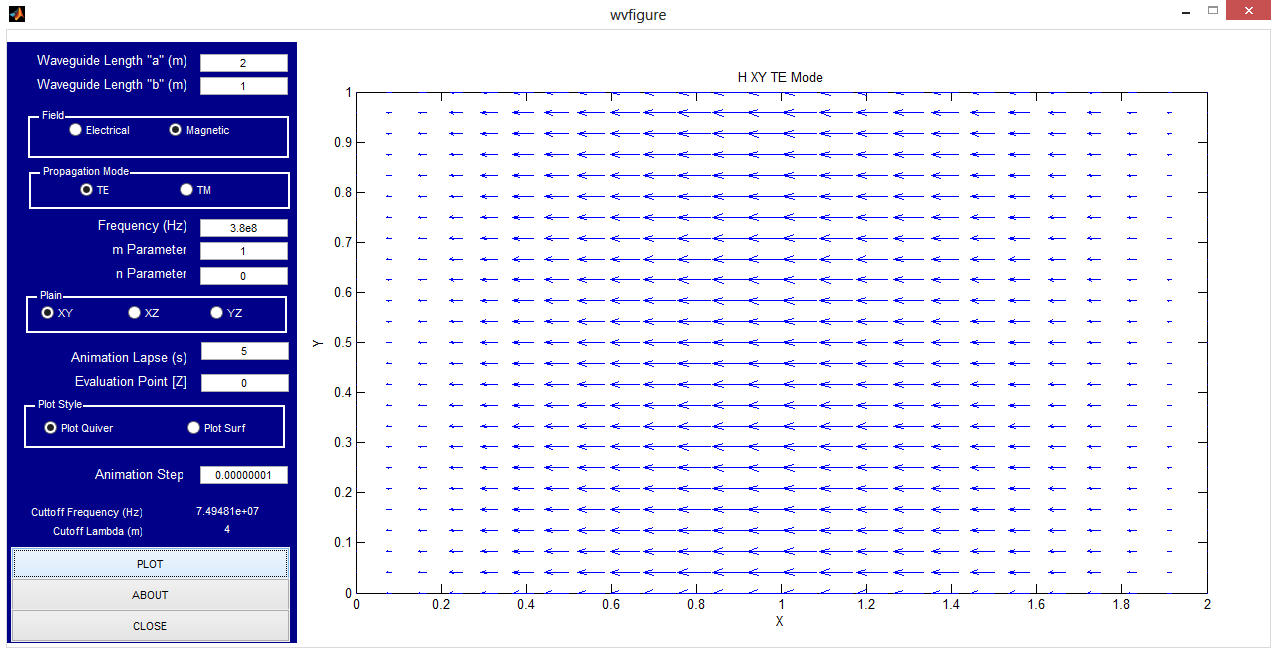 wvfigure
Waveguide Length "a" (m) 2
Waveguide Length "b" (m) 1
Field
Electrical Magnetic
Propagation Mode
TE TM
Frequency (Hz) 3.8e8
m Parameter 1
n Parameter 0
Plain
XY XZ YZ
Animation Lapse (s) 5
Evaluation Point [Z] 0
Plot Style
Plot Quiver Plot Surf
Animation Step 0.00000001
Cuttoff Frequency (Hz) 7.49481e+07
Cutoff Lambda (m) 4
PLOT
ABOUT
CLOSE
H XY TE Mode
1
0.9
0.8
0.7
0.6
0.5
0.4
0.3
0.2
0.1
0
Y
0 0.2 0.4 0.6 0.8 1 1.2 1.4 1.6 1.8 2
X